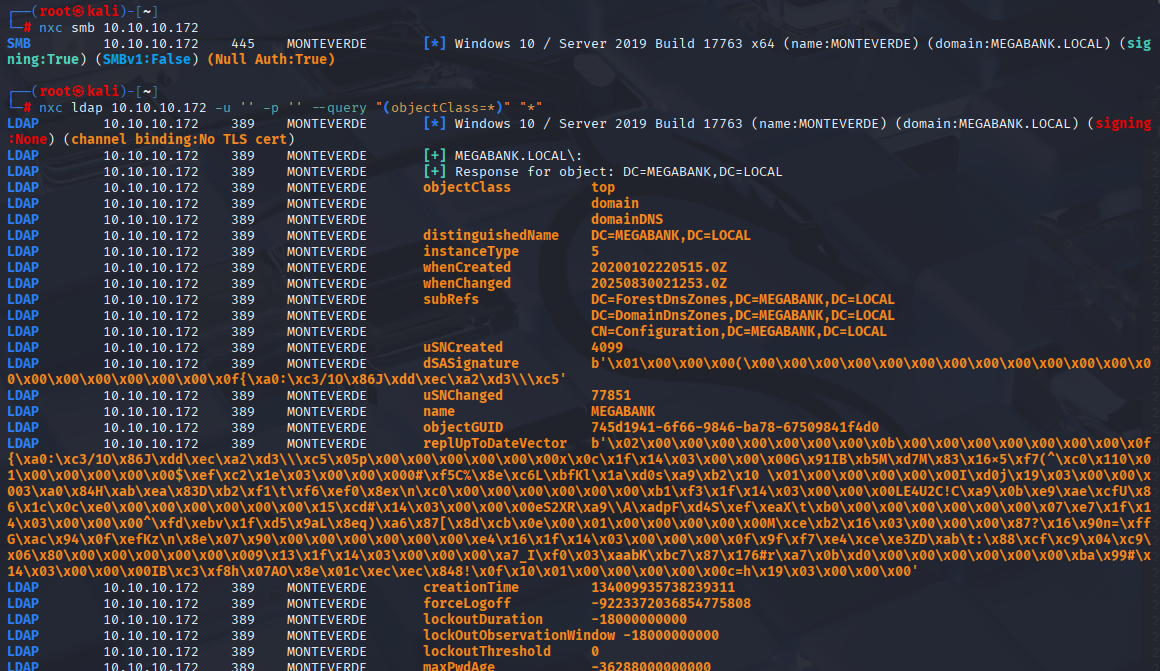 ┌──(root㉿kali)-[~]
└─# nxc smb 10.10.10.172
SMB 10.10.10.172 445 MONTEVERDE [*] Windows 10 / Server 2019 Build 17763 x64 (name:MONTEVERDE) (domain:MEGABANK.LOCAL) (sig
ning:True) (SMBv1:False) (Null Auth:True)
┌──(root㉿kali)-[~]
└─# nxc ldap 10.10.10.172 -u '' -p '' --query "(objectClass=*)" "*"
LDAP 10.10.10.172 389 MONTEVERDE [*] Windows 10 / Server 2019 Build 17763 (name:MONTEVERDE) (domain:MEGABANK.LOCAL) (signing
:None) (channel binding:No TLS cert)
LDAP 10.10.10.172 389 MONTEVERDE [+] MEGABANK.LOCAL\:
LDAP 10.10.10.172 389 MONTEVERDE [+] Response for object: DC=MEGABANK,DC=LOCAL
LDAP 10.10.10.172 389 MONTEVERDE objectClass top
LDAP 10.10.10.172 389 MONTEVERDE domain
LDAP 10.10.10.172 389 MONTEVERDE domainDNS
LDAP 10.10.10.172 389 MONTEVERDE distinguishedName DC=MEGABANK,DC=LOCAL
LDAP 10.10.10.172 389 MONTEVERDE instanceType 5
LDAP 10.10.10.172 389 MONTEVERDE whenCreated 20200102220515.0Z
LDAP 10.10.10.172 389 MONTEVERDE whenChanged 20250830021253.0Z
LDAP 10.10.10.172 389 MONTEVERDE subRefs DC=ForestDnsZones,DC=MEGABANK,DC=LOCAL
LDAP 10.10.10.172 389 MONTEVERDE DC=DomainDnsZones,DC=MEGABANK,DC=LOCAL
LDAP 10.10.10.172 389 MONTEVERDE CN=Configuration,DC=MEGABANK,DC=LOCAL
LDAP 10.10.10.172 389 MONTEVERDE uSNCreated 4099
LDAP 10.10.10.172 389 MONTEVERDE dSASignature b'\x01\x00\x00\x00(\x00\x00\x00\x00\x00\x00\x00\x00\x00\x00\x00\x00\x0
0\x00\x00\x00\x00\x00\x00\x0f{\xa0:\xc3/1O\x86J\xdd\xec\xa2\xd3\\\xc5'
LDAP 10.10.10.172 389 MONTEVERDE uSNChanged 77851
LDAP 10.10.10.172 389 MONTEVERDE name MEGABANK
LDAP 10.10.10.172 389 MONTEVERDE objectGUID 745d1941-6f66-9846-ba78-67509841f4d0
LDAP 10.10.10.172 389 MONTEVERDE replUpToDateVector b'\x02\x00\x00\x00\x00\x00\x00\x00\x0b\x00\x00\x00\x00\x00\x00\x00\x0f
{\xa0:\xc3/1O\x86J\xdd\xec\xa2\xd3\\\xc5\x05p\x00\x00\x00\x00\x00\x00x\x0c\x1f\x14\x03\x00\x00\x00G\x91IB\xb5M\xd7M\x83\x16×5\xf7(^\xc0\x110\x0
1\x00\x00\x00\x00\x00$\xef\xc2\x1e\x03\x00\x00\x000#\xf5C%\x8e\xc6L\xbfKl\x1a\xd0s\xa9\xb2\x10 \x01\x00\x00\x00\x00\x00I\xd0j\x19\x03\x00\x00\x
003\xa0\x84H\xab\xea\x83D\xb2\xf1\t\xf6\xef0\x8ex\n\xc0\x00\x00\x00\x00\x00\x00\xb1\xf3\x1f\x14\x03\x00\x00\x00LE4U2C!C\xa9\x0b\xe9\xae\xcfU\x8
6\x1c\x0c\xe0\x00\x00\x00\x00\x00\x00\x15\xcd#\x14\x03\x00\x00\x00eS2XR\xa9\\A\xadpF\xd4S\xef\xeaX\t\xb0\x00\x00\x00\x00\x00\x00\x07\xe7\x1f\x1
4\x03\x00\x00\x00^\xfd\xebv\x1f\xd5\x9aL\x8eq)\xa6\x87[\x8d\xcb\x0e\x00\x01\x00\x00\x00\x00\x00M\xce\xb2\x16\x03\x00\x00\x00\x87?\x16\x90n=\xff
G\xac\x94\x0f\xefKz\n\x8e\x07\x90\x00\x00\x00\x00\x00\x00\xe4\x16\x1f\x14\x03\x00\x00\x00\x0f\x9f\xf7\xe4\xce\xe3ZD\xab\t:\x88\xcf\xc9\x04\xc9\
x06\x80\x00\x00\x00\x00\x00\x009\x13\x1f\x14\x03\x00\x00\x00\xa7_I\xf0\x03\xaabK\xbc7\x87\x176#r\xa7\x0b\xd0\x00\x00\x00\x00\x00\x00\xba\x99#\x
14\x03\x00\x00\x00IB\xc3\xf8h\x07AO\x8e\x01c\xec\xec\x848!\x0f\x10\x01\x00\x00\x00\x00\x00c=h\x19\x03\x00\x00\x00'
LDAP 10.10.10.172 389 MONTEVERDE creationTime 134009935738239311
LDAP 10.10.10.172 389 MONTEVERDE forceLogoff -9223372036854775808
LDAP 10.10.10.172 389 MONTEVERDE lockoutDuration -18000000000
LDAP 10.10.10.172 389 MONTEVERDE lockOutObservationWindow -18000000000
LDAP 10.10.10.172 389 MONTEVERDE lockoutThreshold 0
LDAP 10.10.10.172 389 MONTEVERDE maxPwdAge -36288000000000